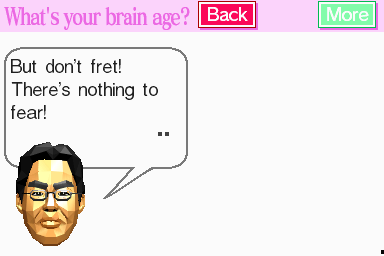 What's your brain age?
Back
More
But don't fret!
There's nothing to
fear!